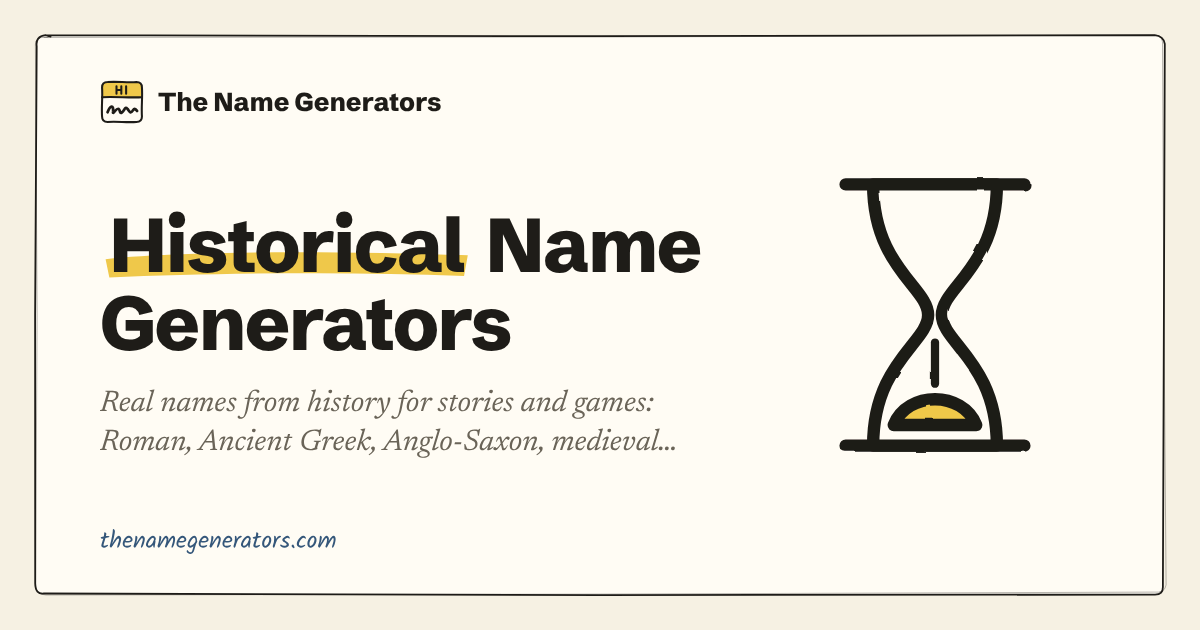 HI
The Name Generators
Historical Name
Generators
Real names from history for stories and games:
Roman, Ancient Greek, Anglo-Saxon, medieval...
thenamegenerators.com